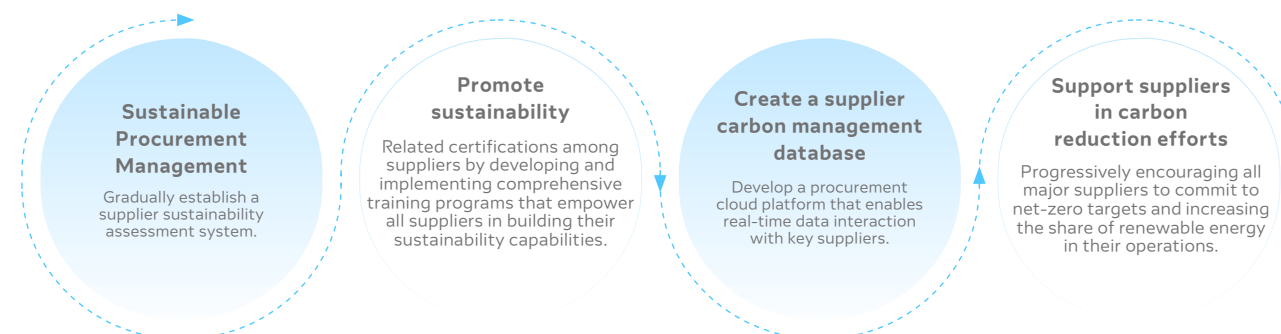 Sustainable
Procurement
Management
Gradually establish a
supplier sustainability
assessment system.
Promote
sustainability
Related certifications among
suppliers by developing and
implementing comprehensive
training programs that empower
all suppliers in building their
sustainability capabilities.
Create a supplier
carbon management
database
Develop a procurement
cloud platform that enables
real-time data interaction
with key suppliers.
Support suppliers
in carbon
reduction efforts
Progressively encouraging all
major suppliers to commit to
net-zero targets and increasing
the share of renewable energy
in their operations.